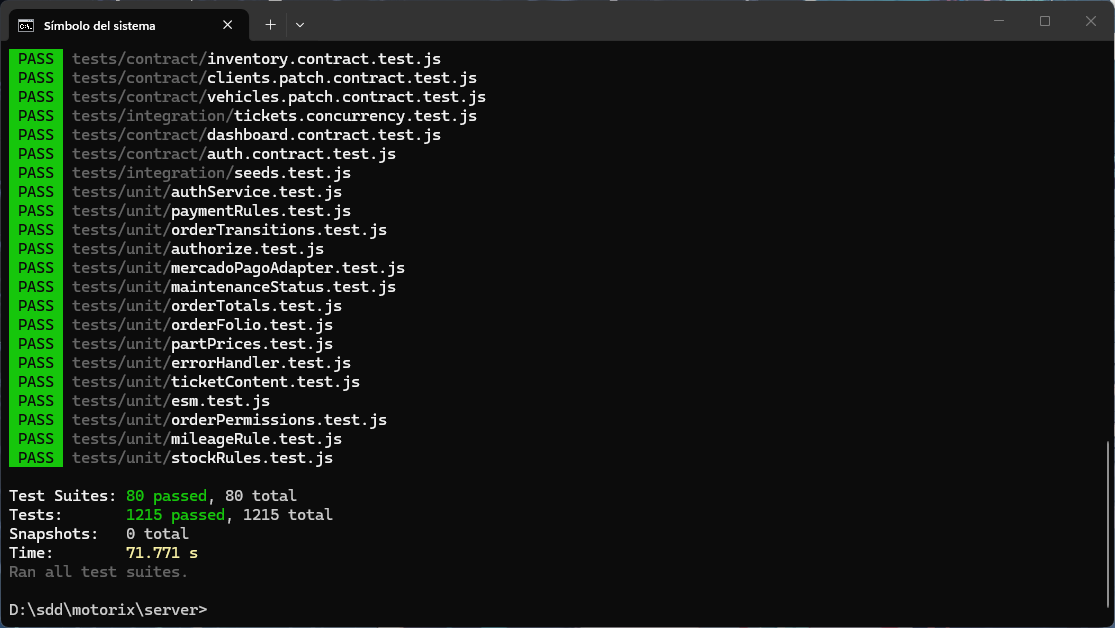 Símbolo del sistema
PASS tests/contract/inventory.contract.test.js
PASS tests/contract/clients.patch.contract.test.js
PASS tests/contract/vehicles.patch.contract.test.js
PASS tests/integration/tickets.concurrency.test.js
PASS tests/contract/dashboard.contract.test.js
PASS tests/contract/auth.contract.test.js
PASS tests/integration/seeds.test.js
PASS tests/unit/authService.test.js
PASS tests/unit/paymentRules.test.js
PASS tests/unit/orderTransitions.test.js
PASS tests/unit/authorize.test.js
PASS tests/unit/mercadoPagoAdapter.test.js
PASS tests/unit/maintenanceStatus.test.js
PASS tests/unit/orderTotals.test.js
PASS tests/unit/orderFolio.test.js
PASS tests/unit/partPrices.test.js
PASS tests/unit/errorHandler.test.js
PASS tests/unit/ticketContent.test.js
PASS tests/unit/esm.test.js
PASS tests/unit/orderPermissions.test.js
PASS tests/unit/mileageRule.test.js
PASS tests/unit/stockRules.test.js
Test Suites: 80 passed, 80 total
Tests: 1215 passed, 1215 total
Snapshots: 0 total
Time: 71.771 s
Ran all test suites.
D:\sdd\motorix\server>